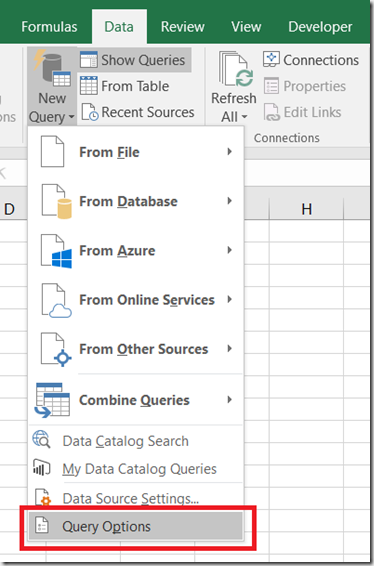 Formulas Data Review View Developer
New Query
Show Queries
From Table
Recent Sources
Refresh All
Connections
Properties
Edit Links
Connections
From File
From Database
From Azure
From Online Services
From Other Sources
Combine Queries
Data Catalog Search
My Data Catalog Queries
Data Source Settings...
Query Options
D H